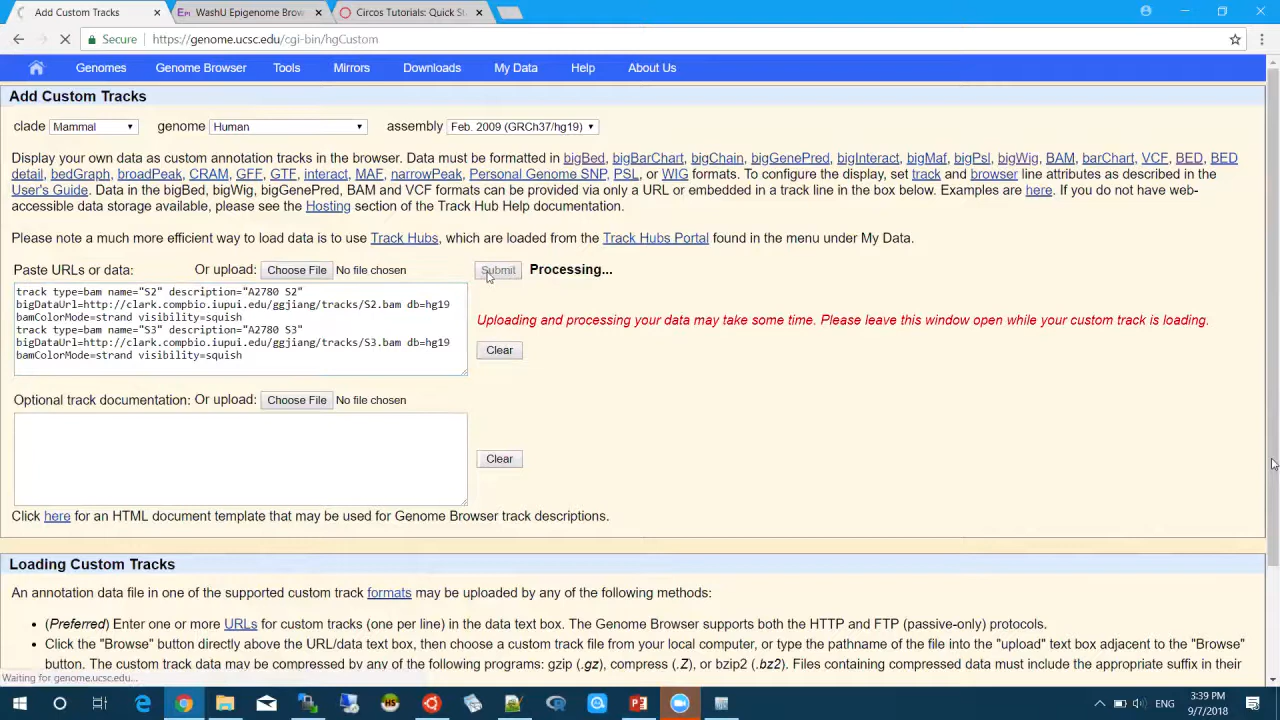 Add Custom Tracks
WashU Epigenome Brow
Circos Tutorials: Quick St
Secure
https://genome.ucsc.edu/cgi-bin/hgCustom
Genomes Genome Browser Tools Mirrors Downloads My Data Help About Us
Add Custom Tracks
clade Mammal genome Human assembly Feb. 2009 (GRCh37/hg19)
Display your own data as custom annotation tracks in the browser. Data must be formatted in bigBed, bigBarChart, bigChain, bigGenePred, bigInteract, bigMaf, bigPsl, bigWig, BAM, barChart, VCF, BED, BED
detail, bedGraph, broadPeak, CRAM, GFF, GTF, interact, MAF, narrowPeak, Personal Genome SNP, PSL, or WIG formats. To configure the display, set track and browser line attributes as described in the
User's Guide. Data in the bigBed, bigWig, bigGenePred, BAM and VCF formats can be provided via only a URL or embedded in a track line in the box below. Examples are here. If you do not have web-
accessible data storage available, please see the Hosting section of the Track Hub Help documentation.
Please note a much more efficient way to load data is to use Track Hubs, which are loaded from the Track Hubs Portal found in the menu under My Data.
Paste URLs or data: Or upload: Choose File No file chosen Submit Processing...
track type=bam name="S2" description="A2780 S2"
bigDataUrl=http://clark.compbio.iupui.edu/ggjiang/tracks/S2.bam db=hg19
bamColorMode=strand visibility=squish
track type=bam name="S3" description="A2780 S3"
bigDataUrl=http://clark.compbio.iupui.edu/ggjiang/tracks/S3.bam db=hg19
bamColorMode=strand visibility=squish
Uploading and processing your data may take some time. Please leave this window open while your custom track is loading.
Clear
Optional track documentation: Or upload: Choose File No file chosen
Clear
Click here for an HTML document template that may be used for Genome Browser track descriptions.
Loading Custom Tracks
An annotation data file in one of the supported custom track formats may be uploaded by any of the following methods:
(Preferred) Enter one or more URLs for custom tracks (one per line) in the data text box. The Genome Browser supports both the HTTP and FTP (passive-only) protocols.
Click the "Browse" button directly above the URL/data text box, then choose a custom track file from your local computer, or type the pathname of the file into the "upload" text box adjacent to the "Browse"
button. The custom track data may be compressed by any of the following programs: gzip (.gz), compress (.Z), or bzip2 (.bz2). Files containing compressed data must include the appropriate suffix in their
Waiting for genome.ucsc.edu...
ENG
3:39 PM
9/7/2018